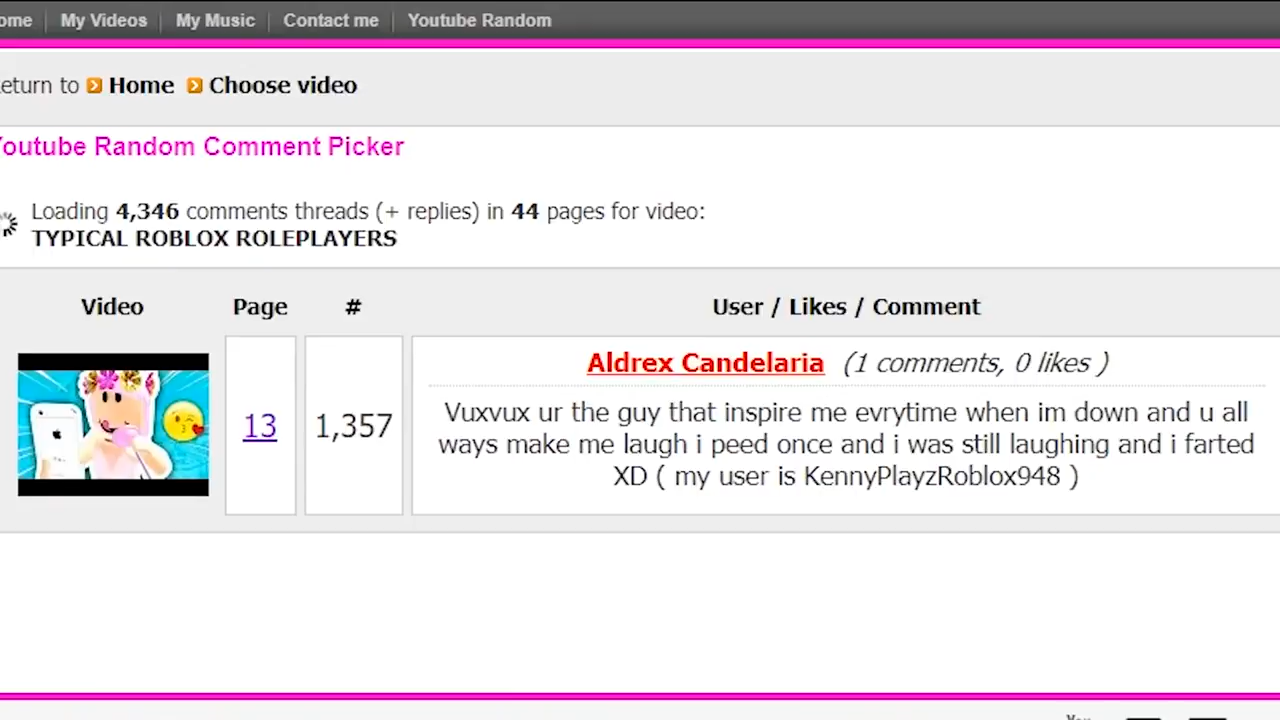 ome My Videos My Music Contact me Youtube Random
eturn to Home Choose video
Youtube Random Comment Picker
Loading 4,346 comments threads (+ replies) in 44 pages for video:
TYPICAL ROBLOX ROLEPLAYERS
Video Page # User / Likes / Comment
Aldrex Candelaria (1 comments, 0 likes )
13 1,357
Vuxvux ur the guy that inspire me evrytime when im down and u all
ways make me laugh i peed once and i was still laughing and i farted
XD ( my user is KennyPlayzRoblox948 )